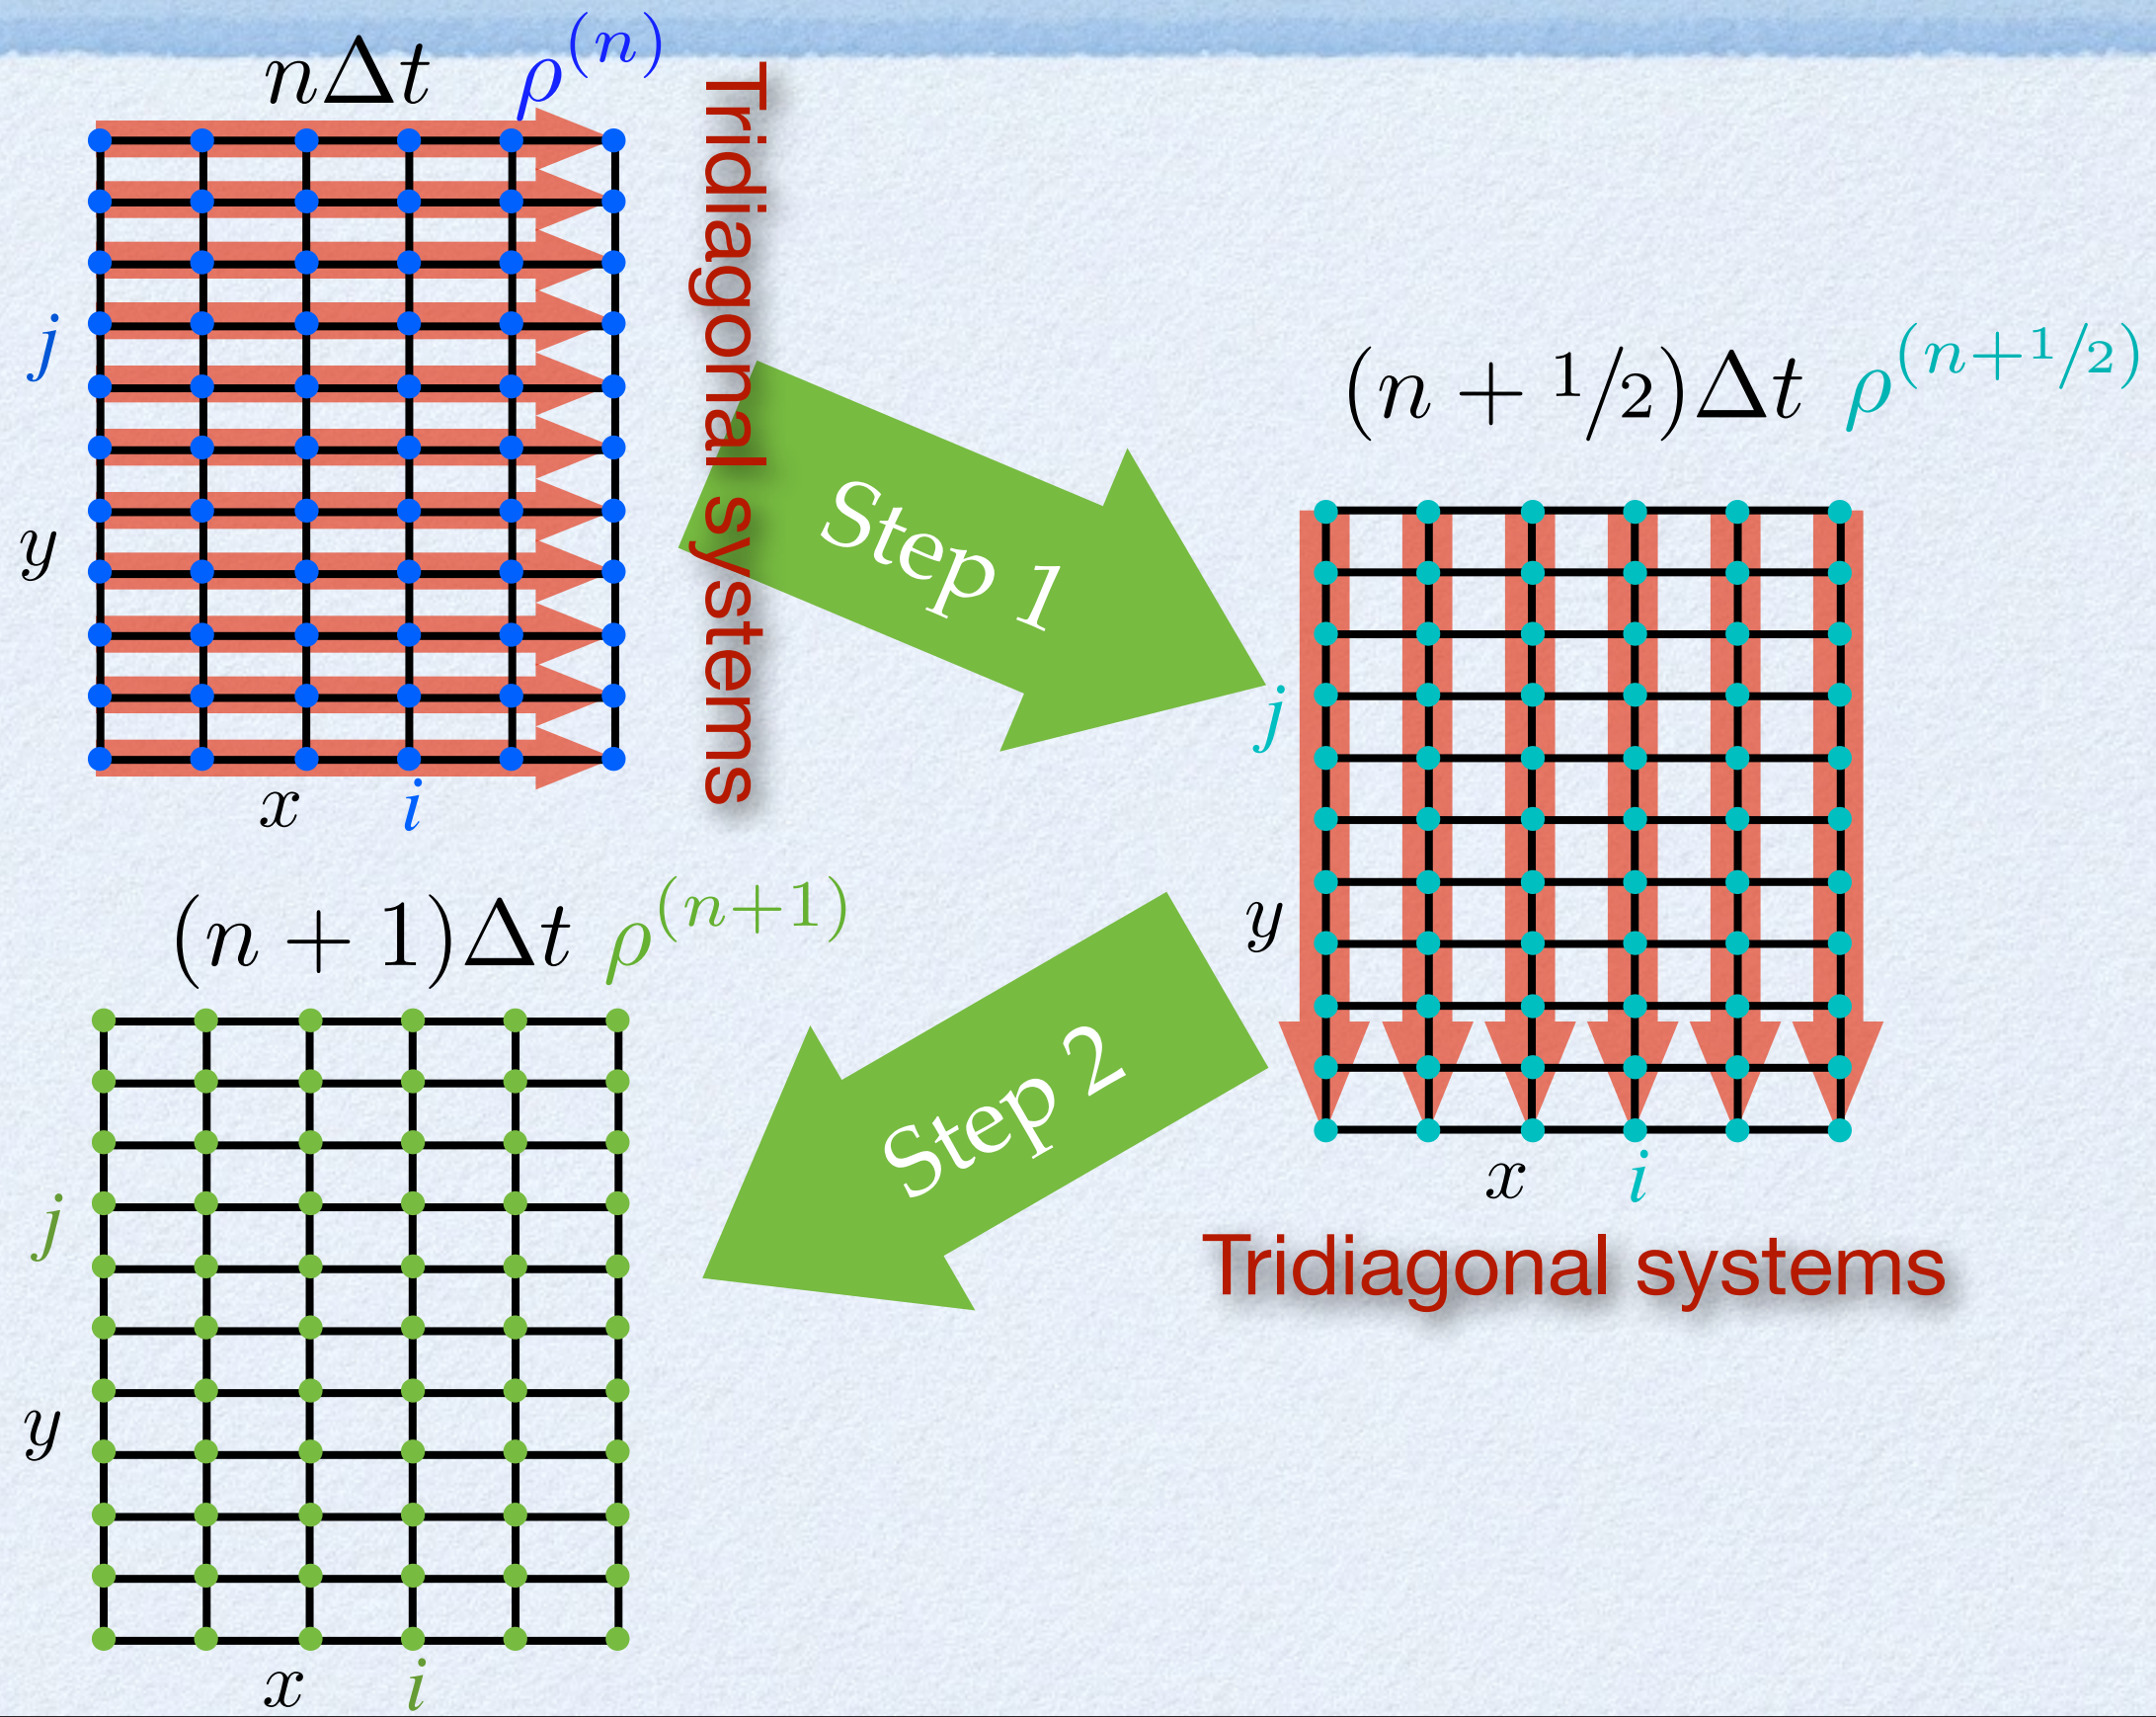 nΔt ρ^(n)
Tridiagonal systems
j
y
x i
Step 1
(n + 1/2)Δt ρ^(n+1/2)
j
y
x i
Tridiagonal systems
Step 2
(n + 1)Δt ρ^(n+1)
j
y
x i